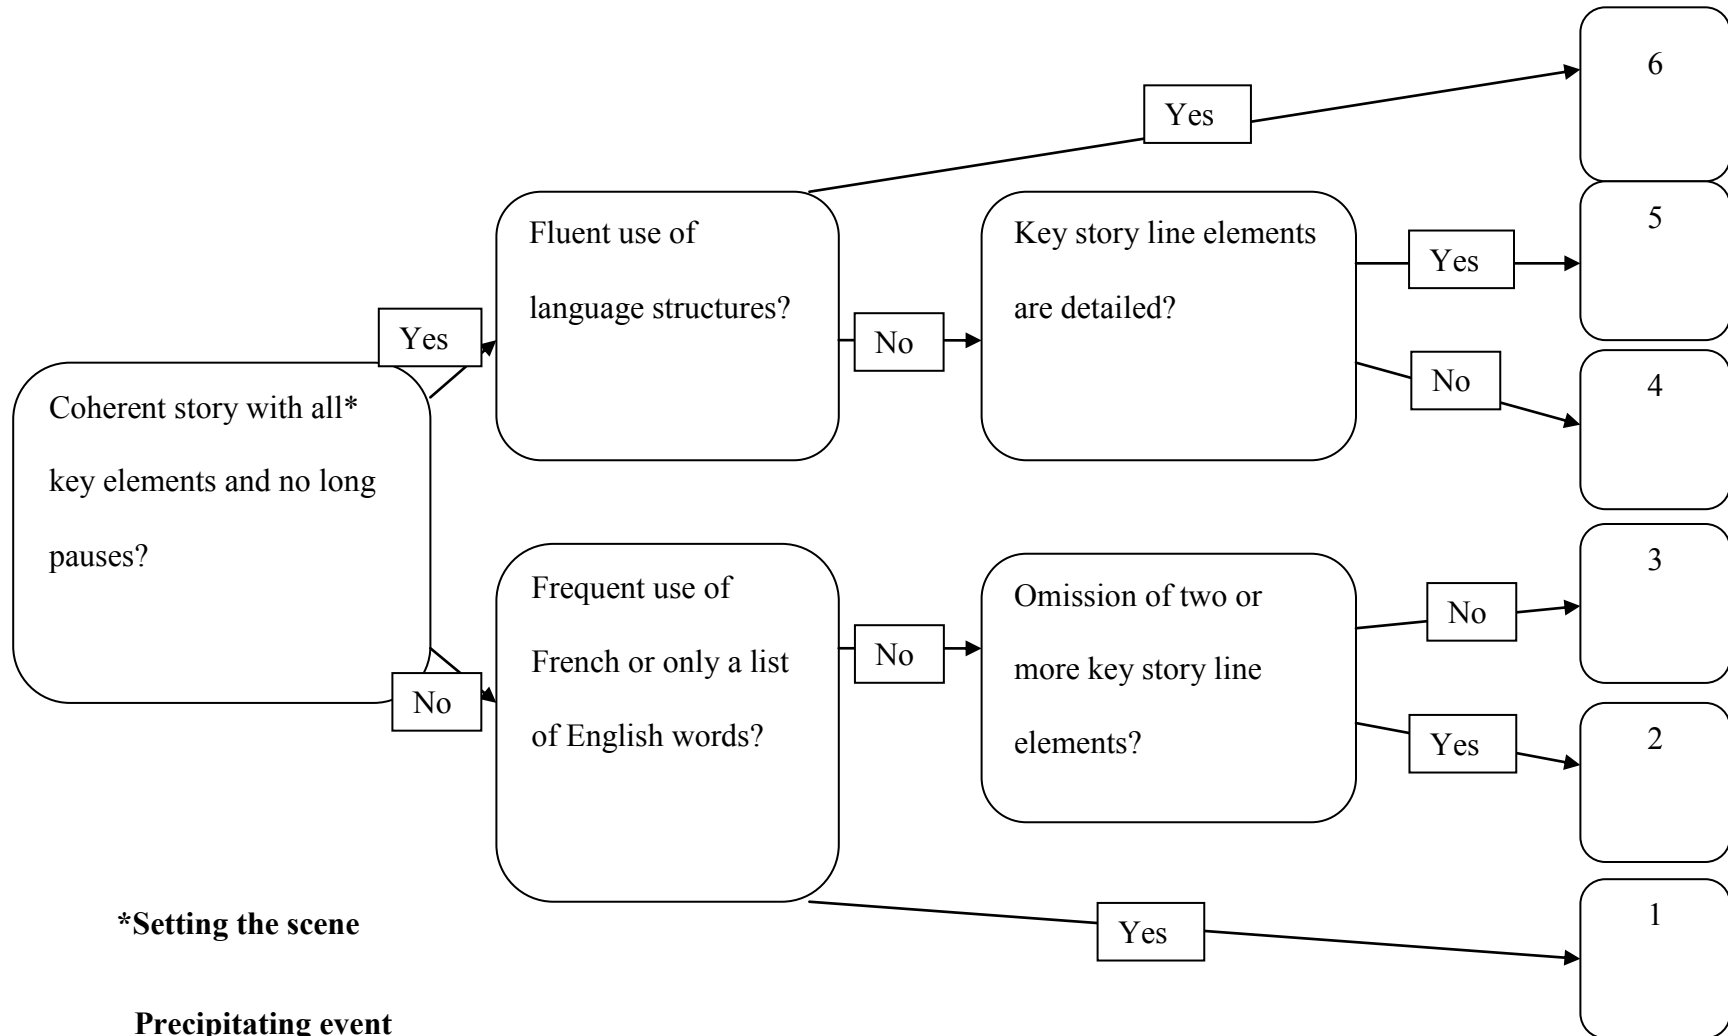 6
Yes
Fluent use of
language structures?
Key story line elements
are detailed?
Yes
5
Yes
No
No
4
Coherent story with all*
key elements and no long
pauses?
Frequent use of
French or only a list
of English words?
Omission of two or
more key story line
elements?
No
3
No
No
Yes
2
*Setting the scene
Yes
1
Precipitating event